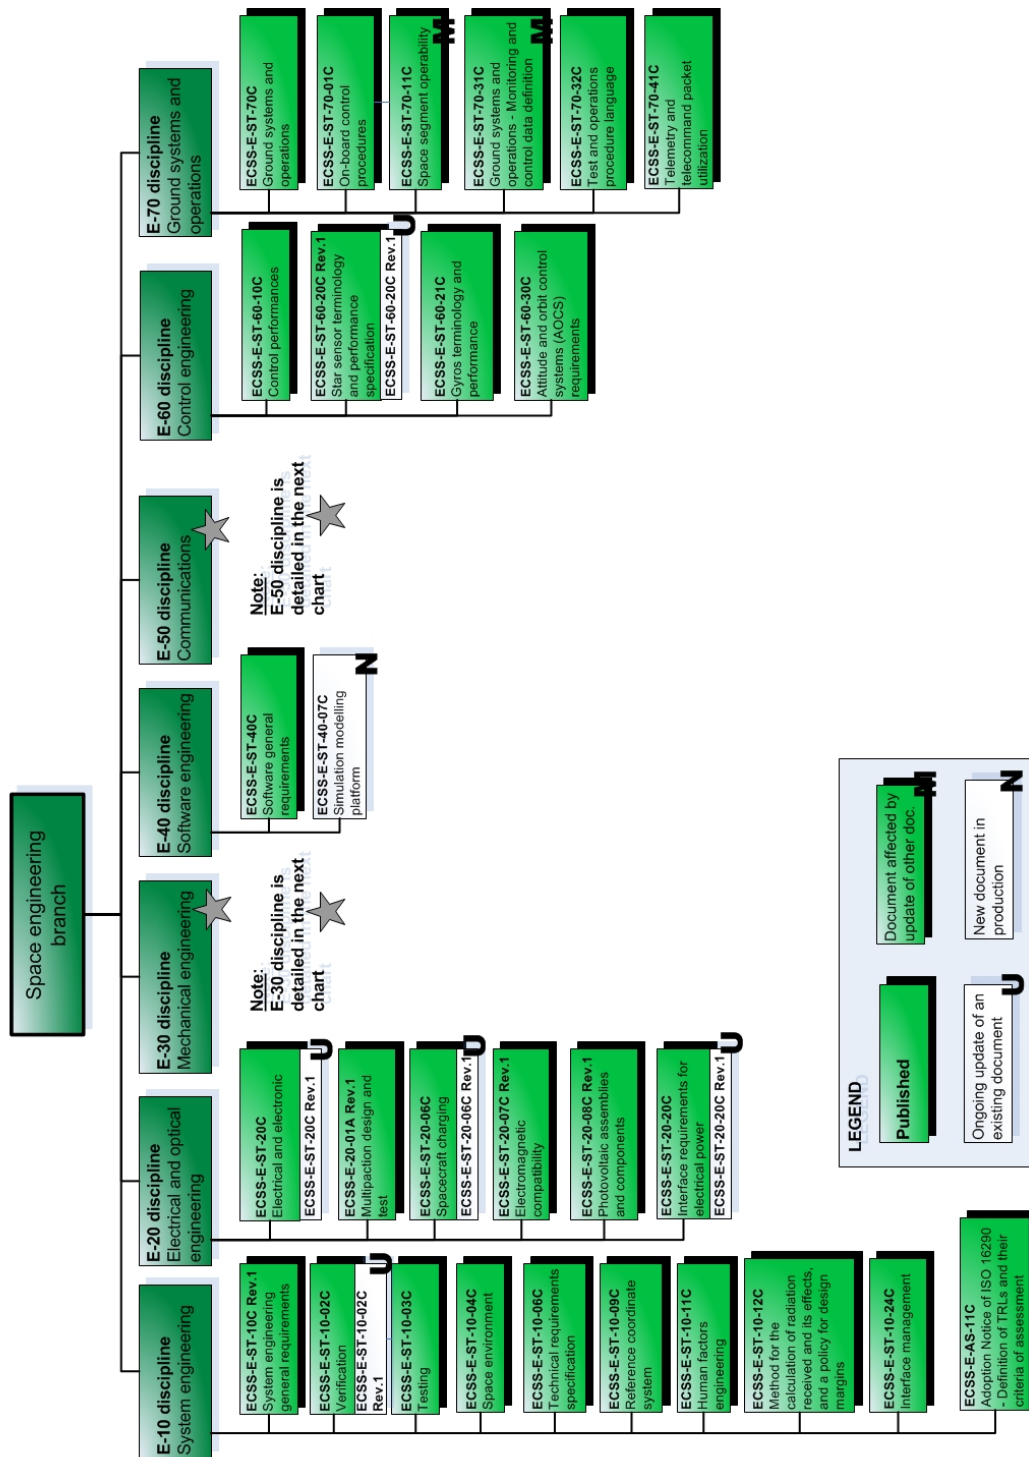 Space engineering
branch
E-10 discipline
System engineering
ECSS-E-ST-10C Rev.1
System engineering
general requirements
ECSS-E-ST-10-02C
Verification
ECSS-E-ST-10-02C
Rev.1
U
ECSS-E-ST-10-03C
Testing
ECSS-E-ST-10-04C
Space environment
ECSS-E-ST-10-06C
Technical requirements
specification
ECSS-E-ST-10-09C
Reference coordinate
system
ECSS-E-ST-10-11C
Human factors
engineering
ECSS-E-ST-10-12C
Method for the
calculation of radiation
received and its effects,
and a policy for design
margins
ECSS-E-ST-10-24C
Interface management
ECSS-E-AS-11C
Adoption Notice of ISO 16290
- Definition of TRLs and their
criteria of assessment
E-20 discipline
Electrical and optical
engineering
ECSS-E-ST-20C
Electrical and electronic
ECSS-E-ST-20C Rev.1
U
ECSS-E-20-01A Rev.1
Multipaction design and
test
ECSS-E-ST-20-06C
Spacecraft charging
ECSS-E-ST-20-06C Rev.1
U
ECSS-E-ST-20-07C Rev.1
Electromagnetic
compatibility
ECSS-E-ST-20-08C Rev.1
Photovoltaic assemblies
and components
ECSS-E-ST-20-20C
Interface requirements for
electrical power
ECSS-E-ST-20-20C Rev.1
U
E-30 discipline
Mechanical engineering
Note:
E-30 discipline is
detailed in the next
chart
E-40 discipline
Software engineering
ECSS-E-ST-40C
Software general
requirements
ECSS-E-ST-40-07C
Simulation modelling
platform
N
E-50 discipline
Communications
Note:
E-50 discipline is
detailed in the next
chart
E-60 discipline
Control engineering
ECSS-E-ST-60-10C
Control performances
ECSS-E-ST-60-20C Rev.1
Star sensor terminology
and performance
specification
ECSS-E-ST-60-20C Rev.1
U
ECSS-E-ST-60-21C
Gyros terminology and
performance
ECSS-E-ST-60-30C
Attitude and orbit control
systems (AOCS)
requirements
E-70 discipline
Ground systems and
operations
ECSS-E-ST-70C
Ground systems and
operations
ECSS-E-ST-70-01C
On-board control
procedures
ECSS-E-ST-70-11C
Space segment operability
M
ECSS-E-ST-70-31C
Ground systems and
operations - Monitoring and
control data definition
M
ECSS-E-ST-70-32C
Test and operations
procedure language
ECSS-E-ST-70-41C
Telemetry and
telecommand packet
utilization
LEGEND
Published
Document affected by
update of other doc.
M
Ongoing update of an
existing document
U
New document in
production
N